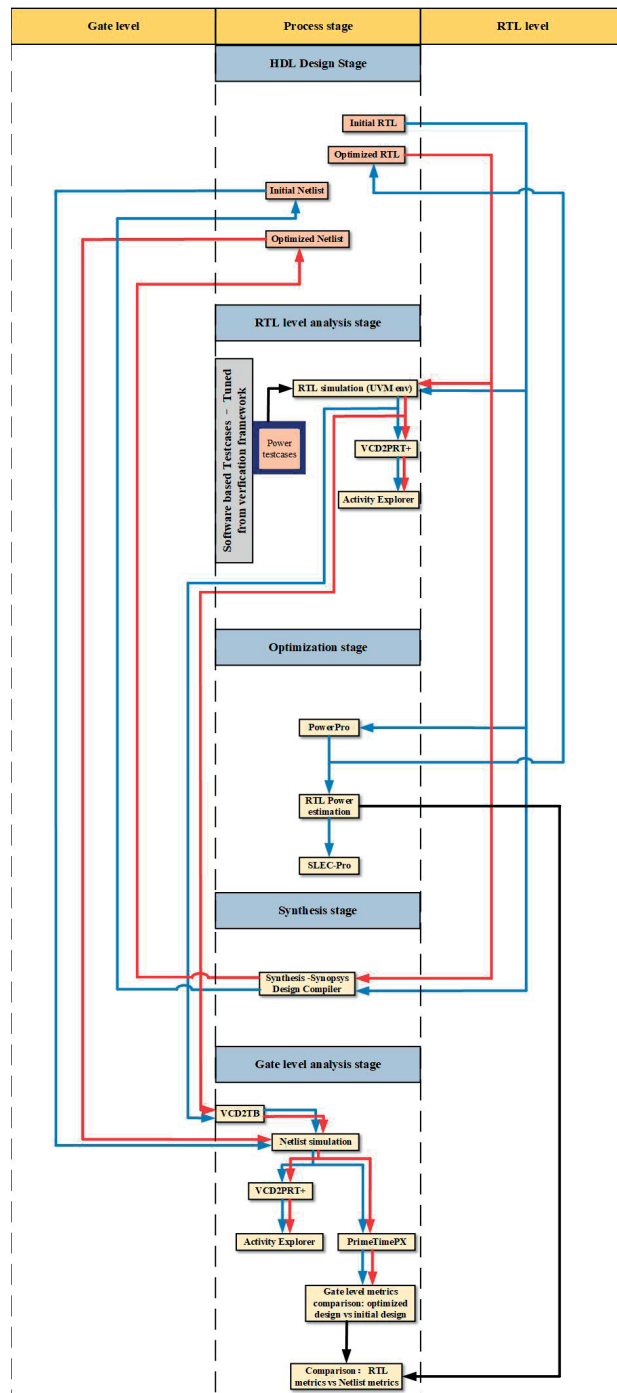 Gate level
Process stage
RTL level
HDL Design Stage
Initial RTL
Optimized RTL
Initial Netlist
Optimized Netlist
RTL level analysis stage
Software based Testcases – Tuned
from verfication framework
RTL simulation (UVM env)
Power
testcases
VCD2PRT+
Activity Explorer
Optimization stage
PowerPro
RTL Power
estimation
SLEC-Pro
Synthesis stage
Synthesis -Synopsys
Design Compiler
Gate level analysis stage
VCD2TB
Netlist simulation
VCD2PRT+
Activity Explorer
PrimeTimePX
Gate level metrics
comparison: optimized
design vs initial design
Comparison: RTL
metrics vs Netlist metrics